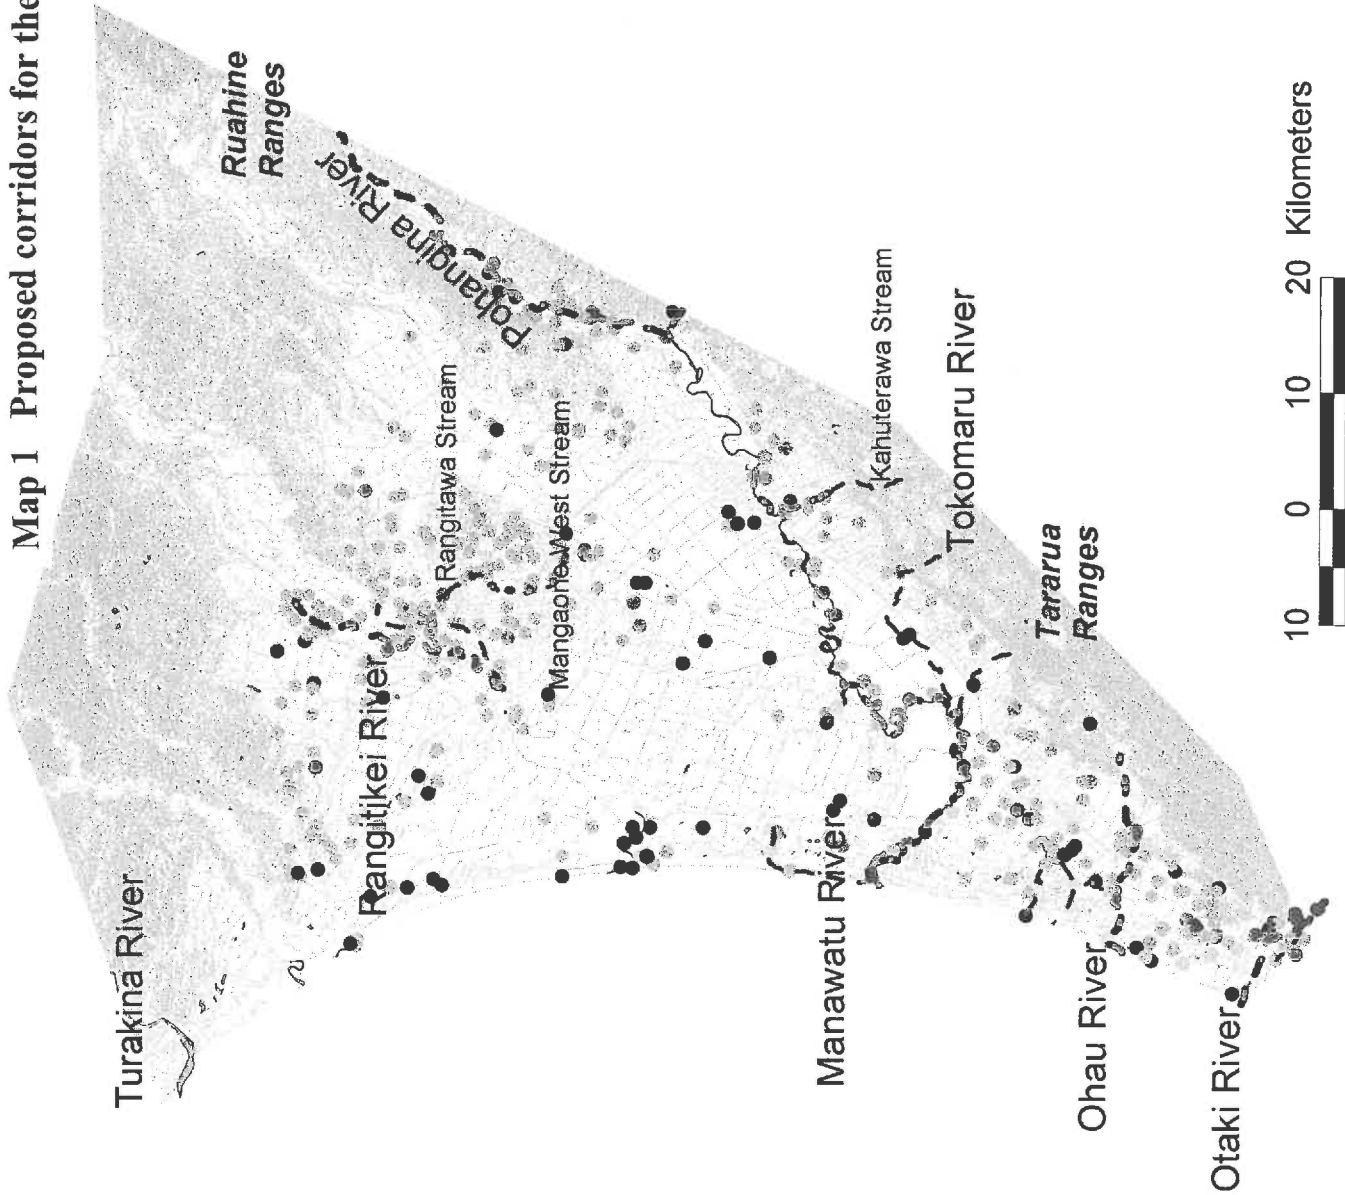 Map 1 Proposed corridors for the
Ruahine
Ranges
Pohangina River
Rangitawa Stream
Mangaone West Stream
Kahuterawa Stream
Tokomaru River
Tararua
Ranges
Turakina River
Rangitikei River
Manawatu River
Ohau River
Otaki River
10 0 10 20 Kilometers